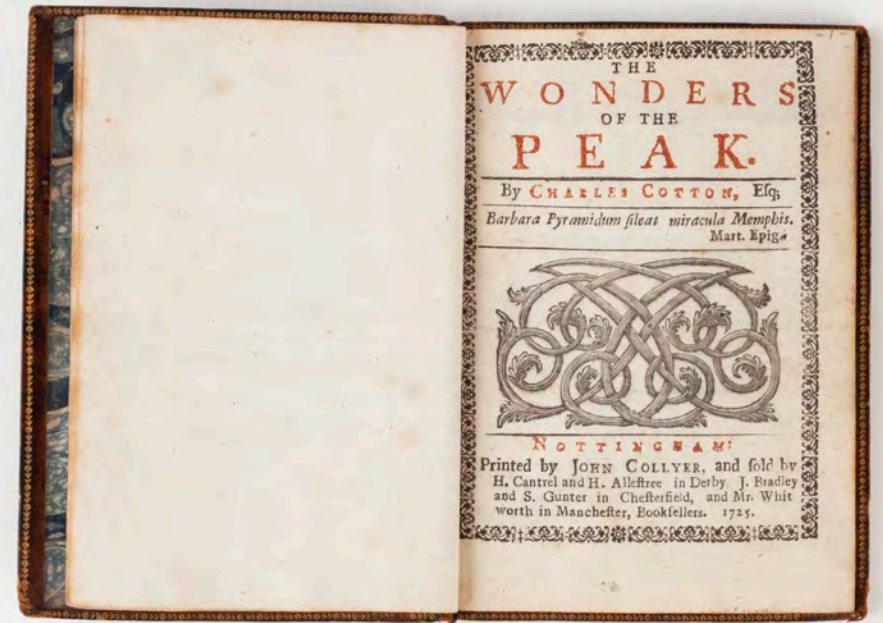 THE
WONDERS
OF THE
PEAK.
By CHARLES COTTON, Eſq;
Barbara Pyramidum ſileat miracula Memphis.
Mart. Epig.
NOTTINGHAM:
Printed by JOHN COLLYER, and ſold by
H. Cantrel and H. Alleſtree in Derby J. Bradley
and S. Gunter in Cheſterfield, and Mr. Whit
worth in Mancheſter, Bookſellers. 1725.